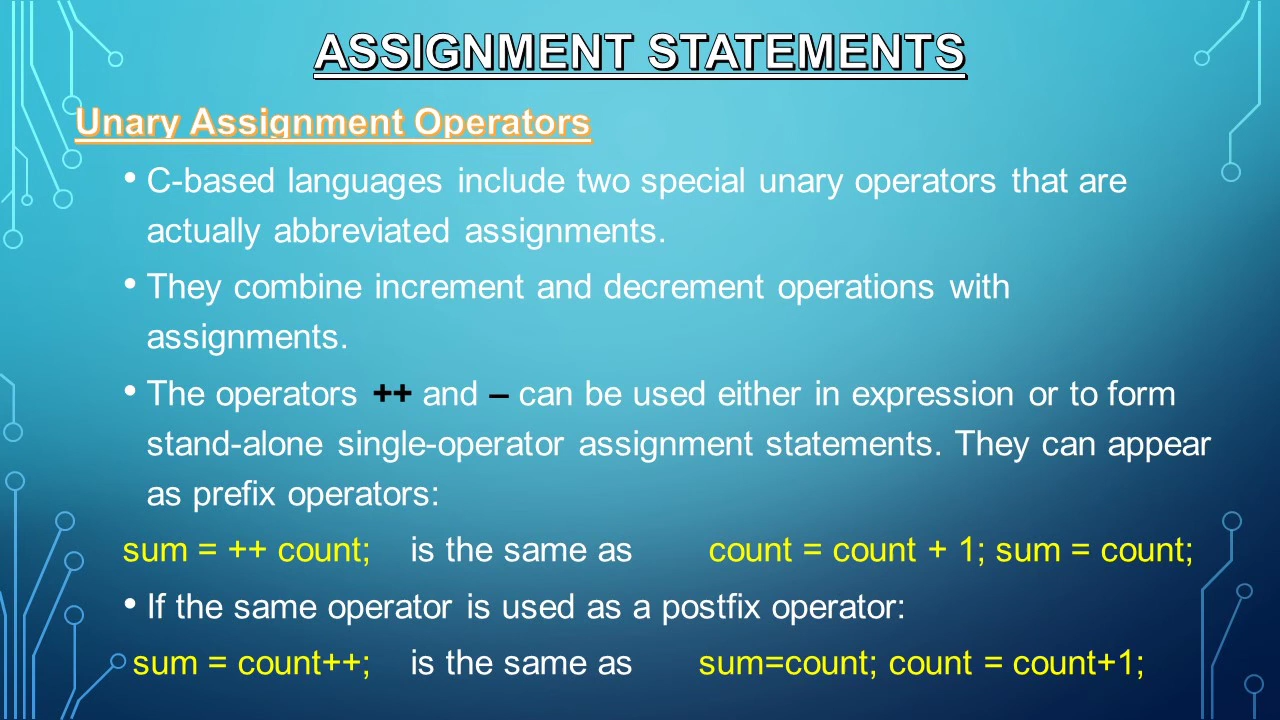 ASSIGNMENT STATEMENTS
Unary Assignment Operators
• C-based languages include two special unary operators that are
actually abbreviated assignments.
• They combine increment and decrement operations with
assignments.
• The operators ++ and – can be used either in expression or to form
stand-alone single-operator assignment statements. They can appear
as prefix operators:
sum = ++ count; is the same as count = count + 1; sum = count;
• If the same operator is used as a postfix operator:
sum = count++; is the same as sum=count; count = count+1;